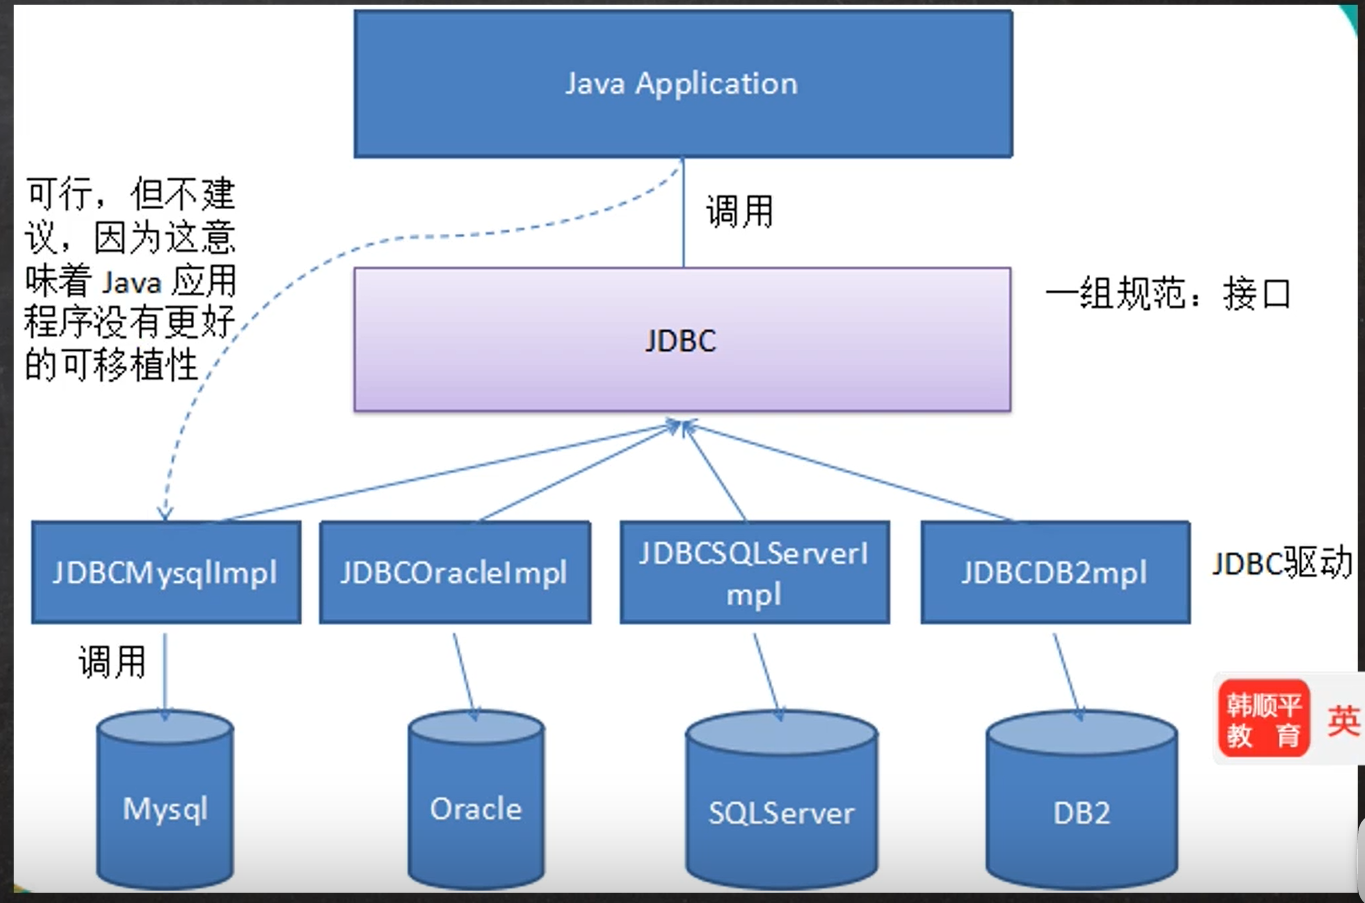 Java Application
可行，但不建
议，因为这意
味着 Java 应用
程序没有更好
的可移植性
调用
JDBC
一组规范：接口
JDBCMysqlImpl
JDBCOracleImpl
JDBCSQLServerI
mpl
JDBCDB2mpl
JDBC驱动
调用
Mysql
Oracle
SQLServer
DB2
韩顺平
教 育
英